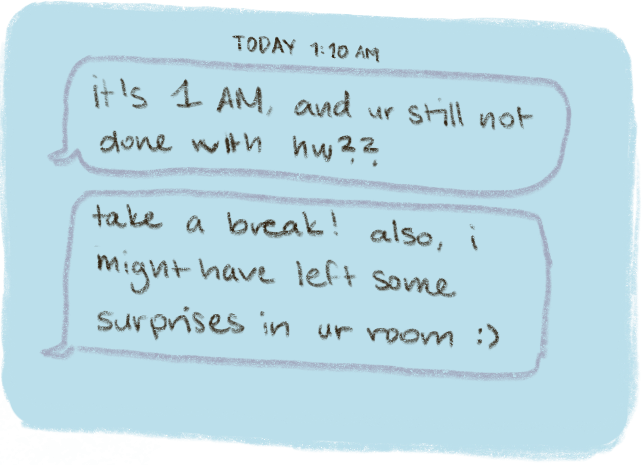 TODAY 1:10 AM
it's 1 AM, and ur still not
done with hw??
take a break! also, i
might have left some
surprises in ur room :)